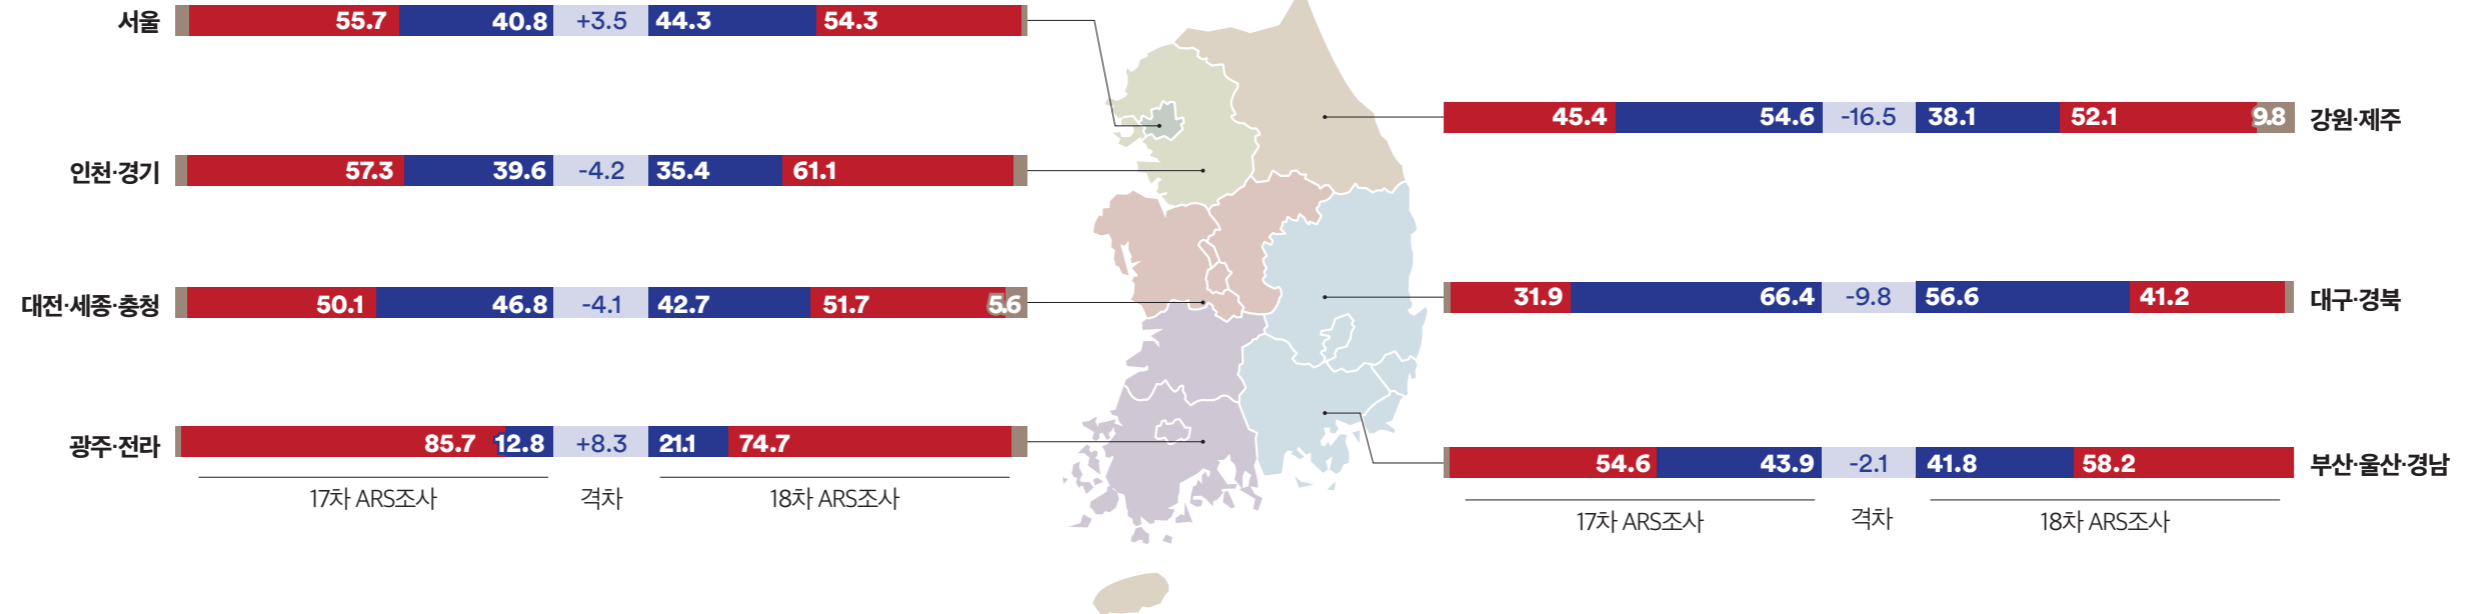 서울 55.7 40.8 +3.5 44.3 54.3
인천·경기 57.3 39.6 -4.2 35.4 61.1
대전·세종·충청 50.1 46.8 -4.1 42.7 51.7 5.6
광주·전라 85.7 12.8 +8.3 21.1 74.7
17차 ARS조사 격차 18차 ARS조사
45.4 54.6 -16.5 38.1 52.1 9.8 강원·제주
31.9 66.4 -9.8 56.6 41.2 대구·경북
54.6 43.9 -2.1 41.8 58.2 부산·울산·경남
17차 ARS조사 격차 18차 ARS조사